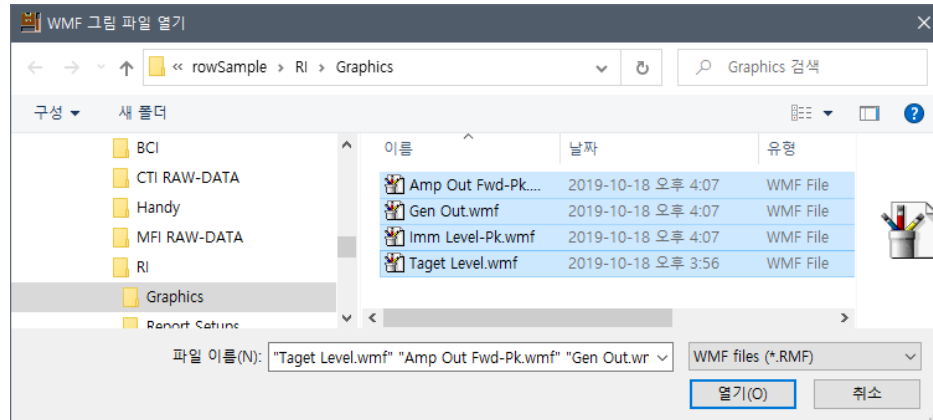 WMF 그림 파일 열기
« rowSample › RI › Graphics
Graphics 검색
구성
새 폴더
BCI
CTI RAW-DATA
Handy
MFI RAW-DATA
RI
Graphics
Report Setups
이름 날짜 유형
Amp Out Fwd-Pk.... 2019-10-18 오후 4:07 WMF File
Gen Out.wmf 2019-10-18 오후 4:07 WMF File
Imm Level-Pk.wmf 2019-10-18 오후 4:07 WMF File
Taget Level.wmf 2019-10-18 오후 3:56 WMF File
파일 이름(N): "Taget Level.wmf" "Amp Out Fwd-Pk.wmf" "Gen Out.wr
WMF files (*.RMF)
열기(O) 취소